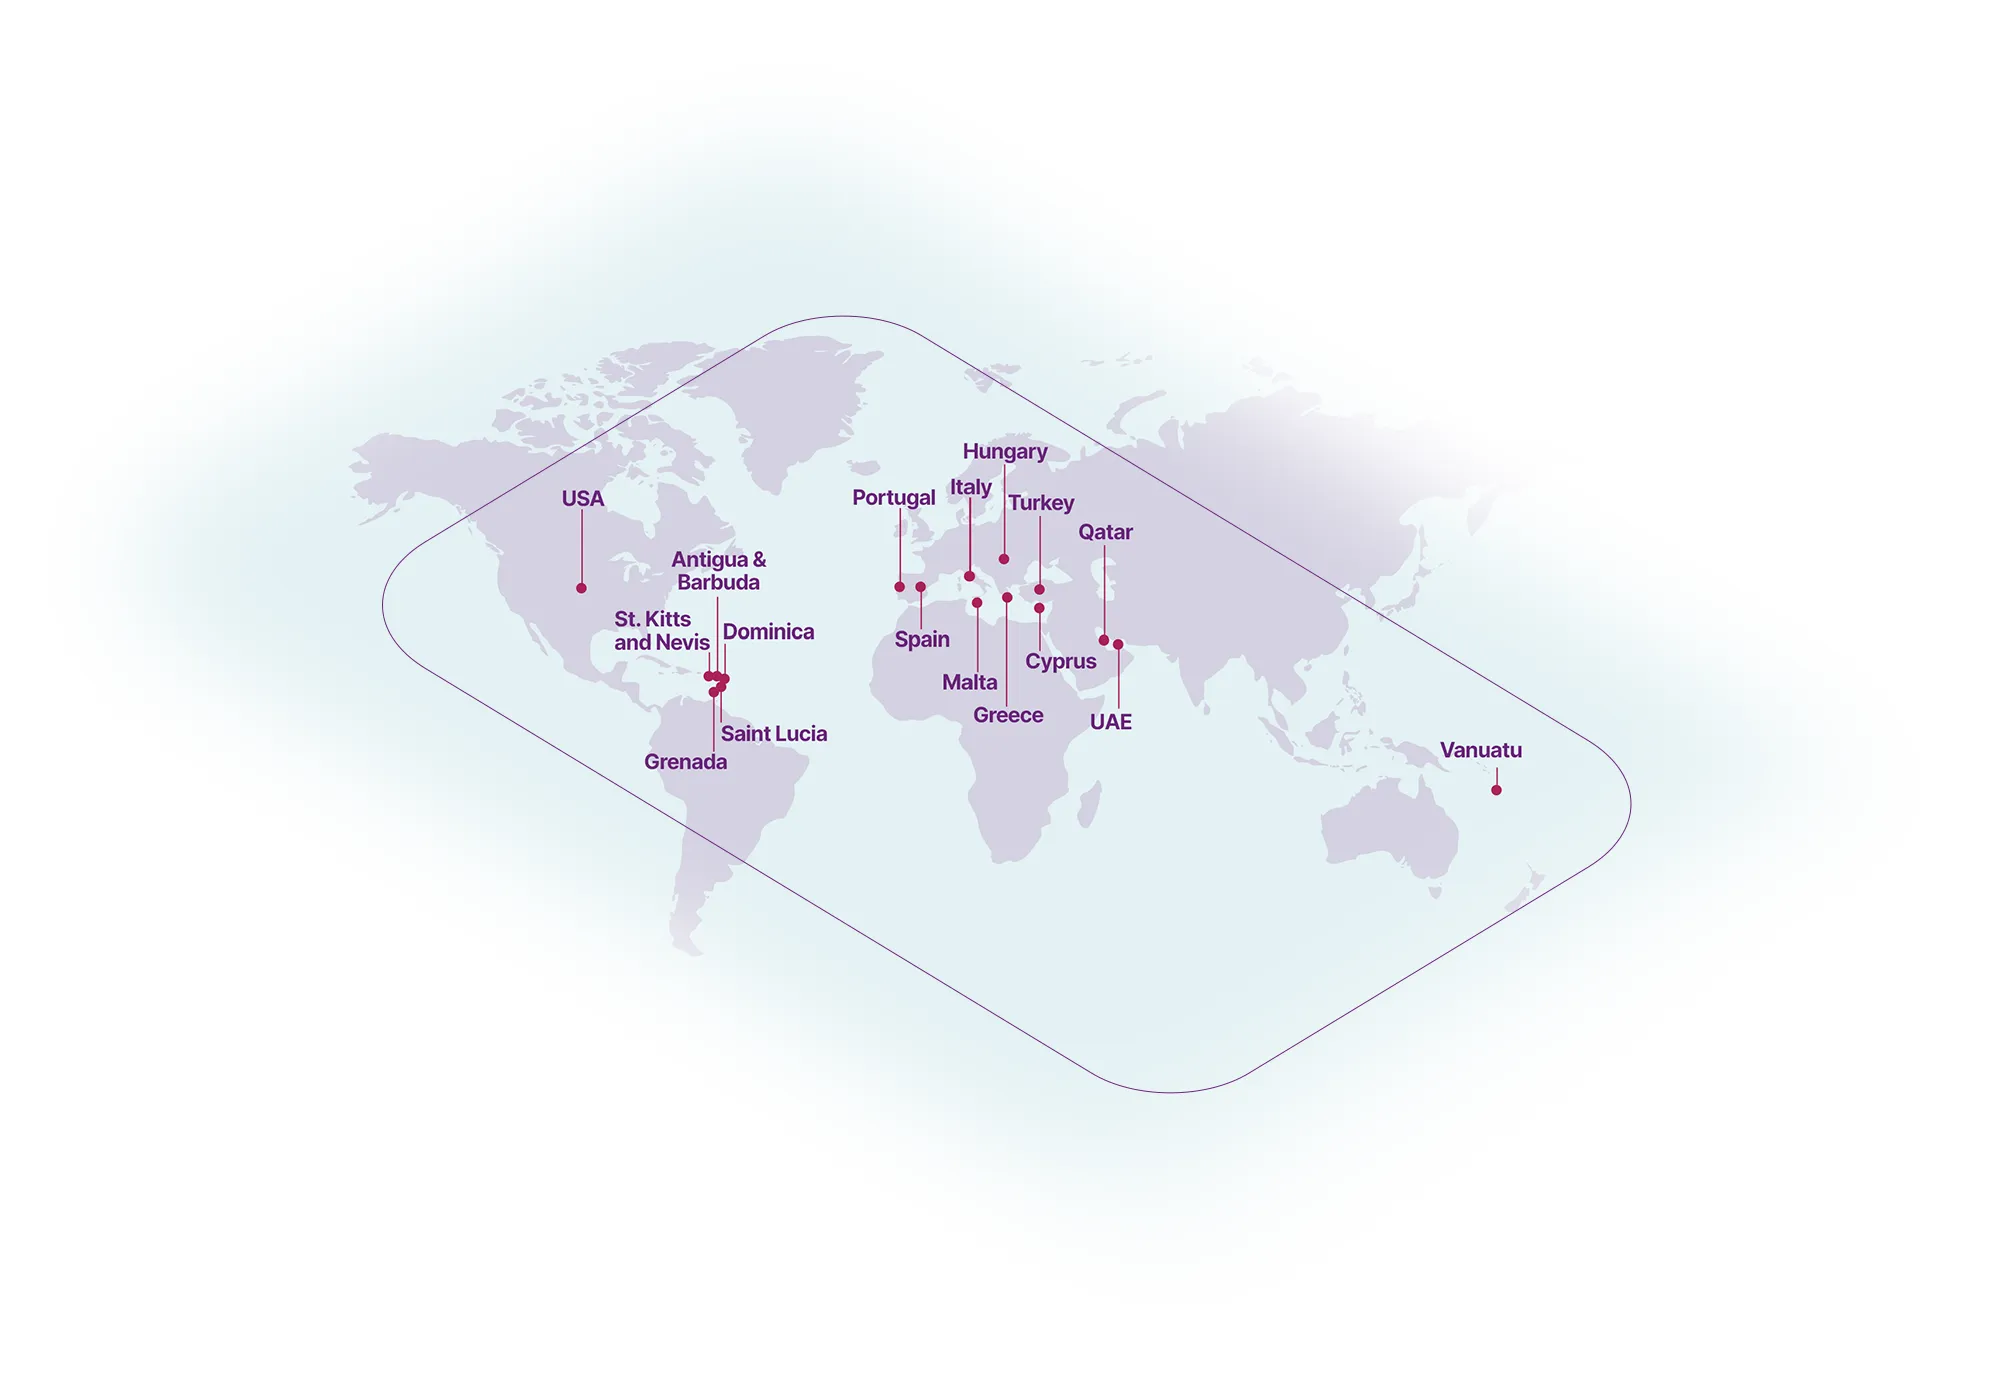 Hungary
Italy
Portugal
USA
Turkey
Qatar
Antigua &
Barbuda
St. Kitts
and Nevis
Dominica
Spain
Cyprus
Malta
Greece
UAE
Saint Lucia
Vanuatu
Grenada